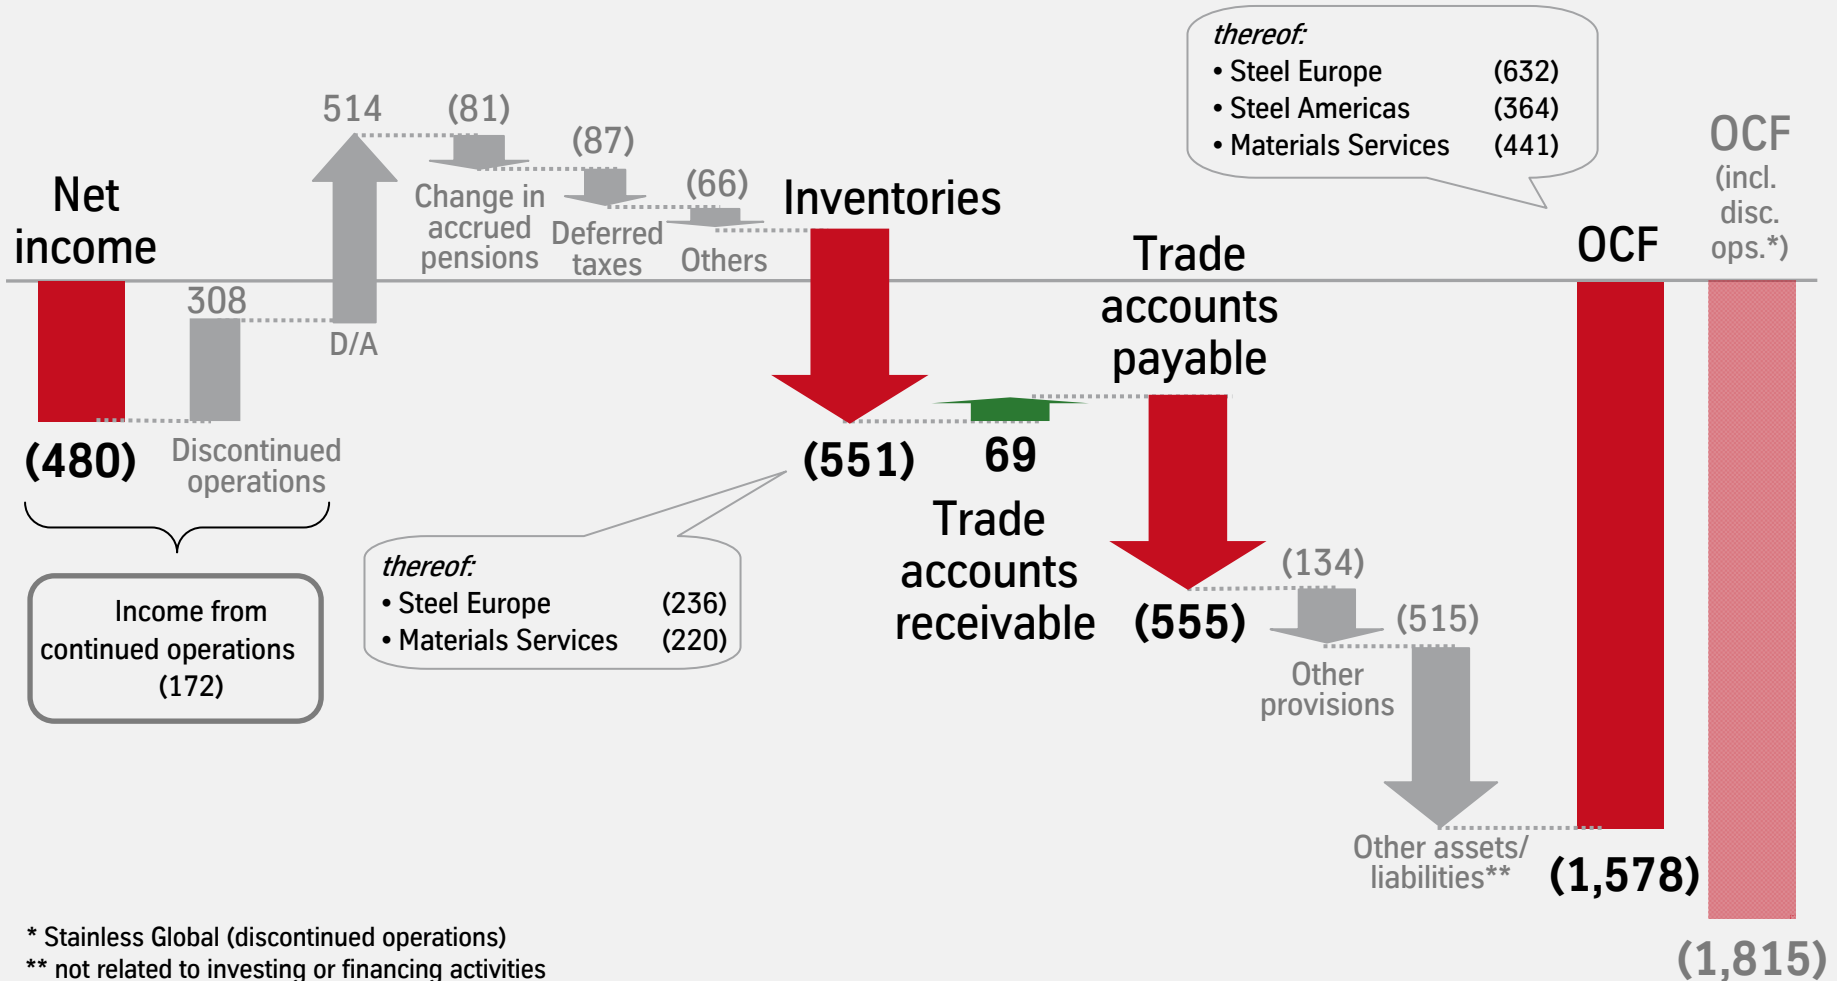 Net
income
(480)
308
Discontinued
operations
Income from
continued operations
(172)
514
D/A
(81)
Change in
accrued
pensions
(87)
Deferred
taxes
(66)
Others
Inventories
(551)
thereof:
• Steel Europe (236)
• Materials Services (220)
69
Trade
accounts
receivable
Trade
accounts
payable
(555)
(134)
Other
provisions
(515)
Other assets/
liabilities**
thereof:
• Steel Europe (632)
• Steel Americas (364)
• Materials Services (441)
OCF
(1,578)
OCF
(incl.
disc.
ops.*)
(1,815)
* Stainless Global (discontinued operations)
** not related to investing or financing activities